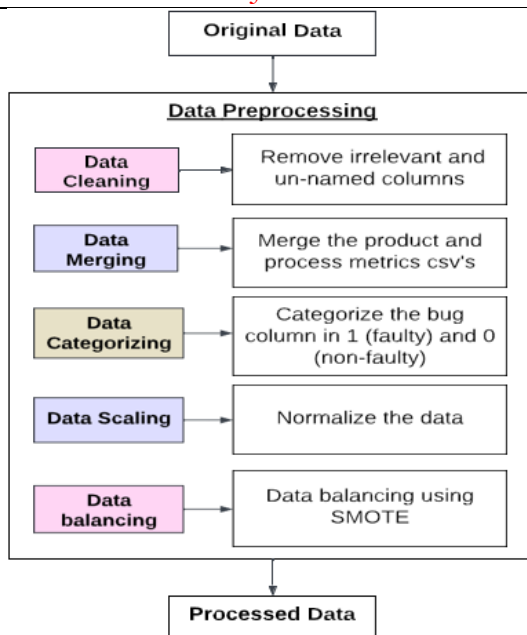 Original Data
Data Preprocessing
Data
Cleaning
Remove irrelevant and
un-named columns
Data
Merging
Merge the product and
process metrics csv's
Data
Categorizing
Categorize the bug
column in 1 (faulty) and 0
(non-faulty)
Data Scaling
Normalize the data
Data
balancing
Data balancing using
SMOTE
Processed Data